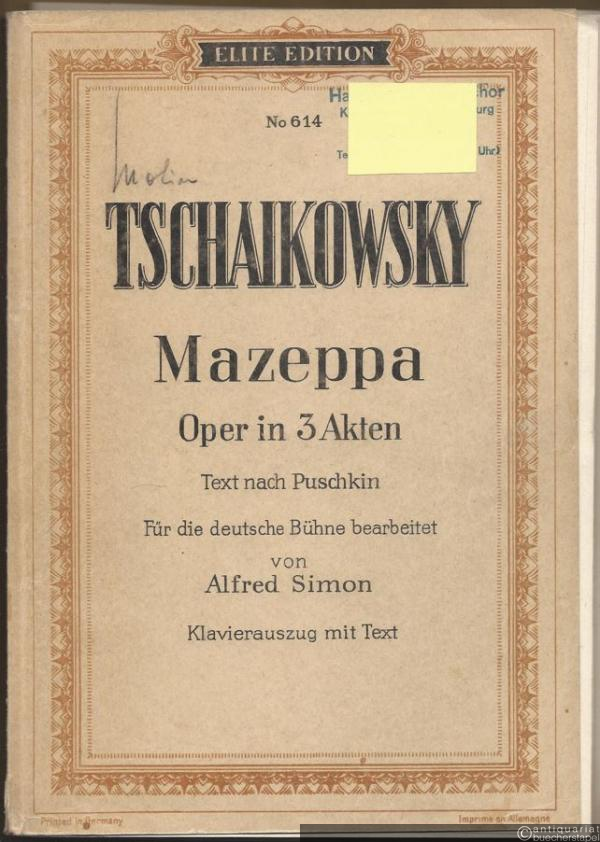 ELITE EDITION
No 614
TSCHAIKOWSKY
Mazeppa
Oper in 3 Akten
Text nach Puschkin
Für die deutsche Bühne bearbeitet
von
Alfred Simon
Klavierauszug mit Text
Printed in Germany
Imprimé en Allemagne
antiquariat
buecherstapel